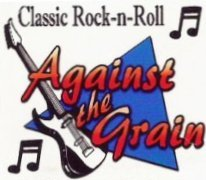 Classic Rock-n-Roll
Against
the
Grain